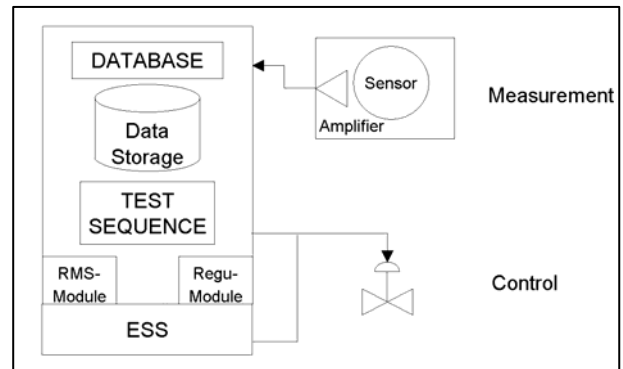 DATABASE
Data
Storage
TEST
SEQUENCE
RMS-
Module
Regu-
Module
ESS
Sensor
Amplifier
Measurement
Control